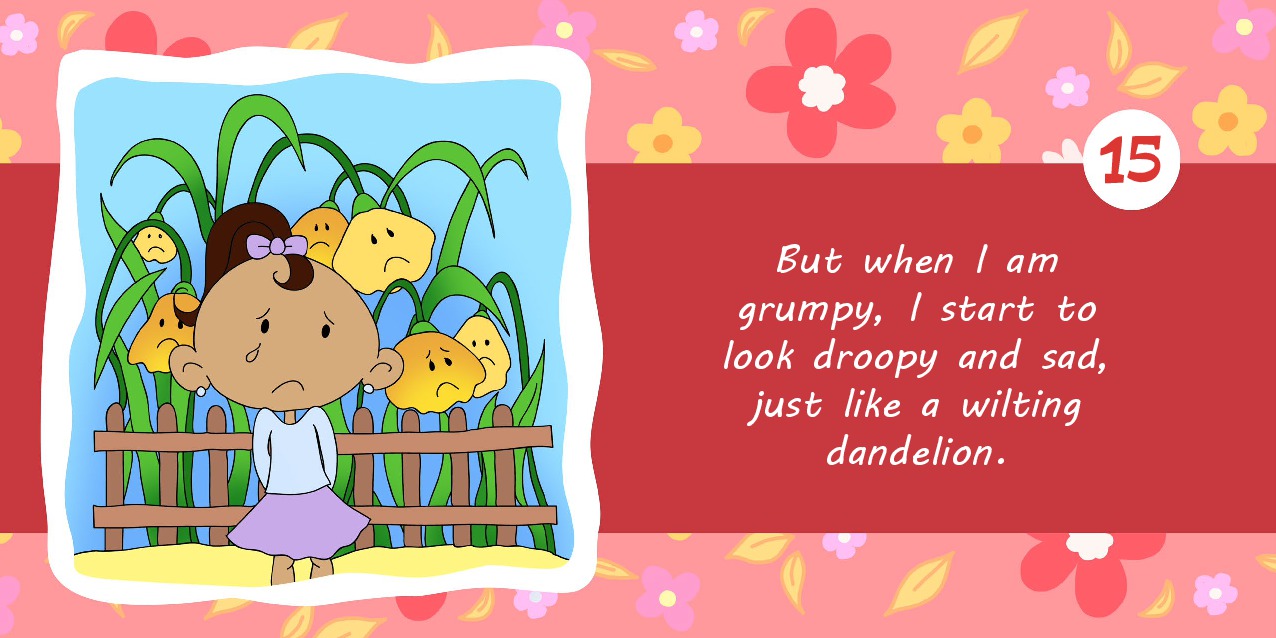 15
But when I am
grumpy, I start to
look droopy and sad,
just like a wilting
dandelion.